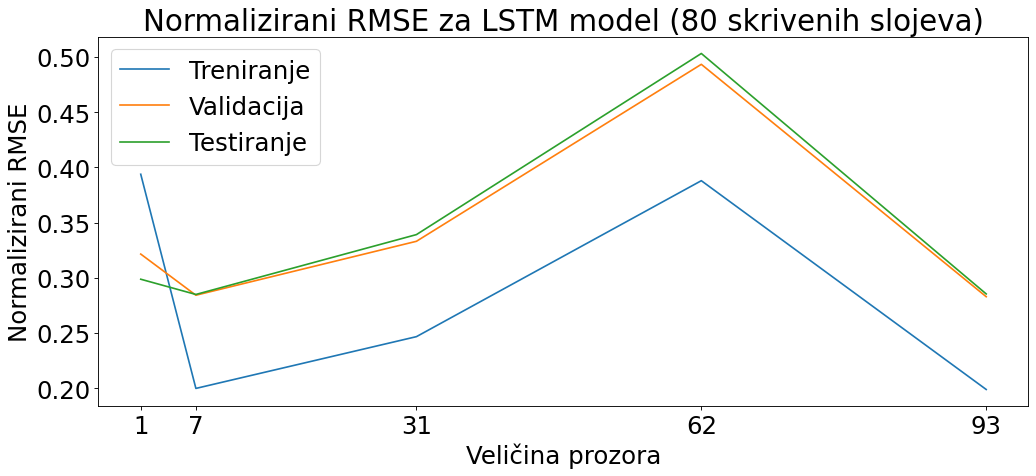 Normalizirani RMSE za LSTM model (80 skrivenih slojeva)
Treniranje
Validacija
Testiranje
Normalizirani RMSE
0.50
0.45
0.40
0.35
0.30
0.25
0.20
1 7 31 62 93
Veličina prozora